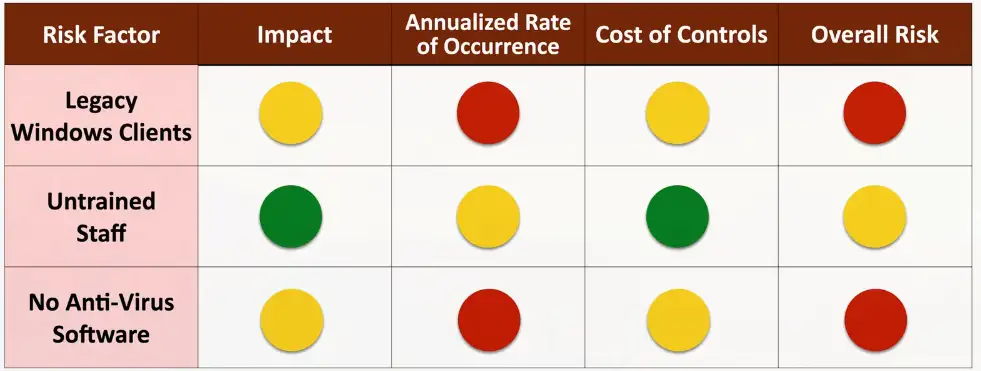 Risk Factor
Impact
Annualized Rate
of Occurrence
Cost of Controls
Overall Risk
Legacy
Windows Clients
Untrained
Staff
No Anti-Virus
Software